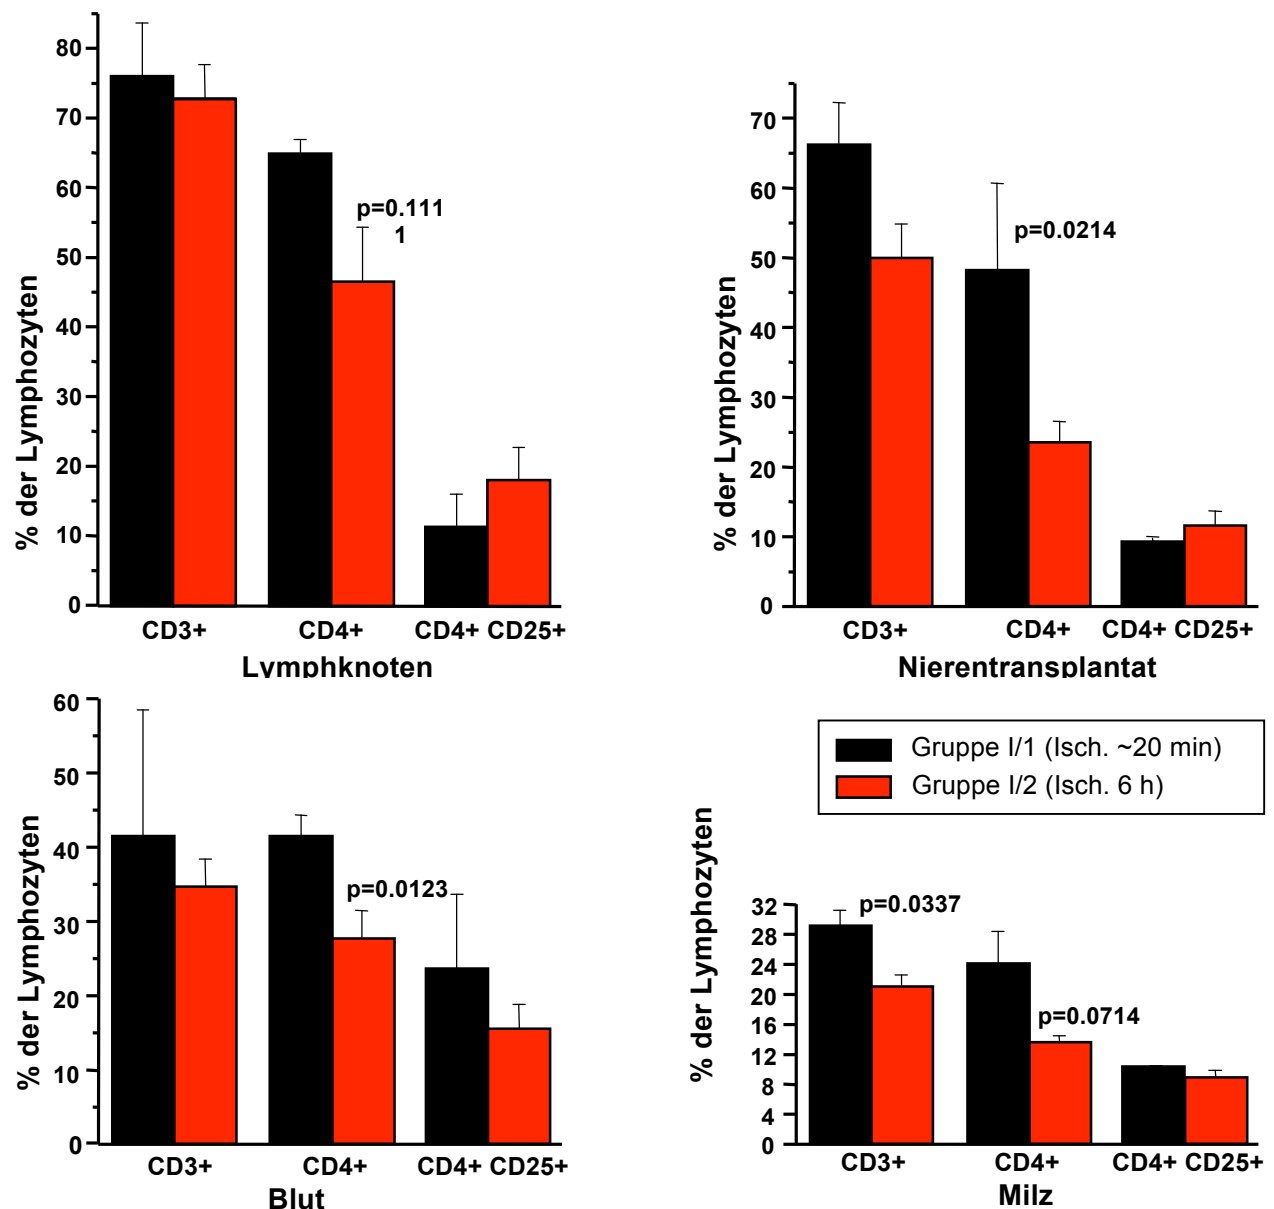 80
70
60
50
40
30
20
10
0
% der Lymphozyten
p=0.111
1
CD3+ CD4+ CD4+ CD25+
Lymphknoten
70
60
50
40
30
20
10
0
% der Lymphozyten
p=0.0214
CD3+ CD4+ CD4+ CD25+
Nierentransplantat
60
50
40
30
20
10
0
% der Lymphozyten
p=0.0123
CD3+ CD4+ CD4+ CD25+
Blut
Gruppe I/1 (Isch. ~20 min)
Gruppe I/2 (Isch. 6 h)
32
28
24
20
16
12
8
4
0
% der Lymphozyten
p=0.0337
p=0.0714
CD3+ CD4+ CD4+ CD25+
Milz